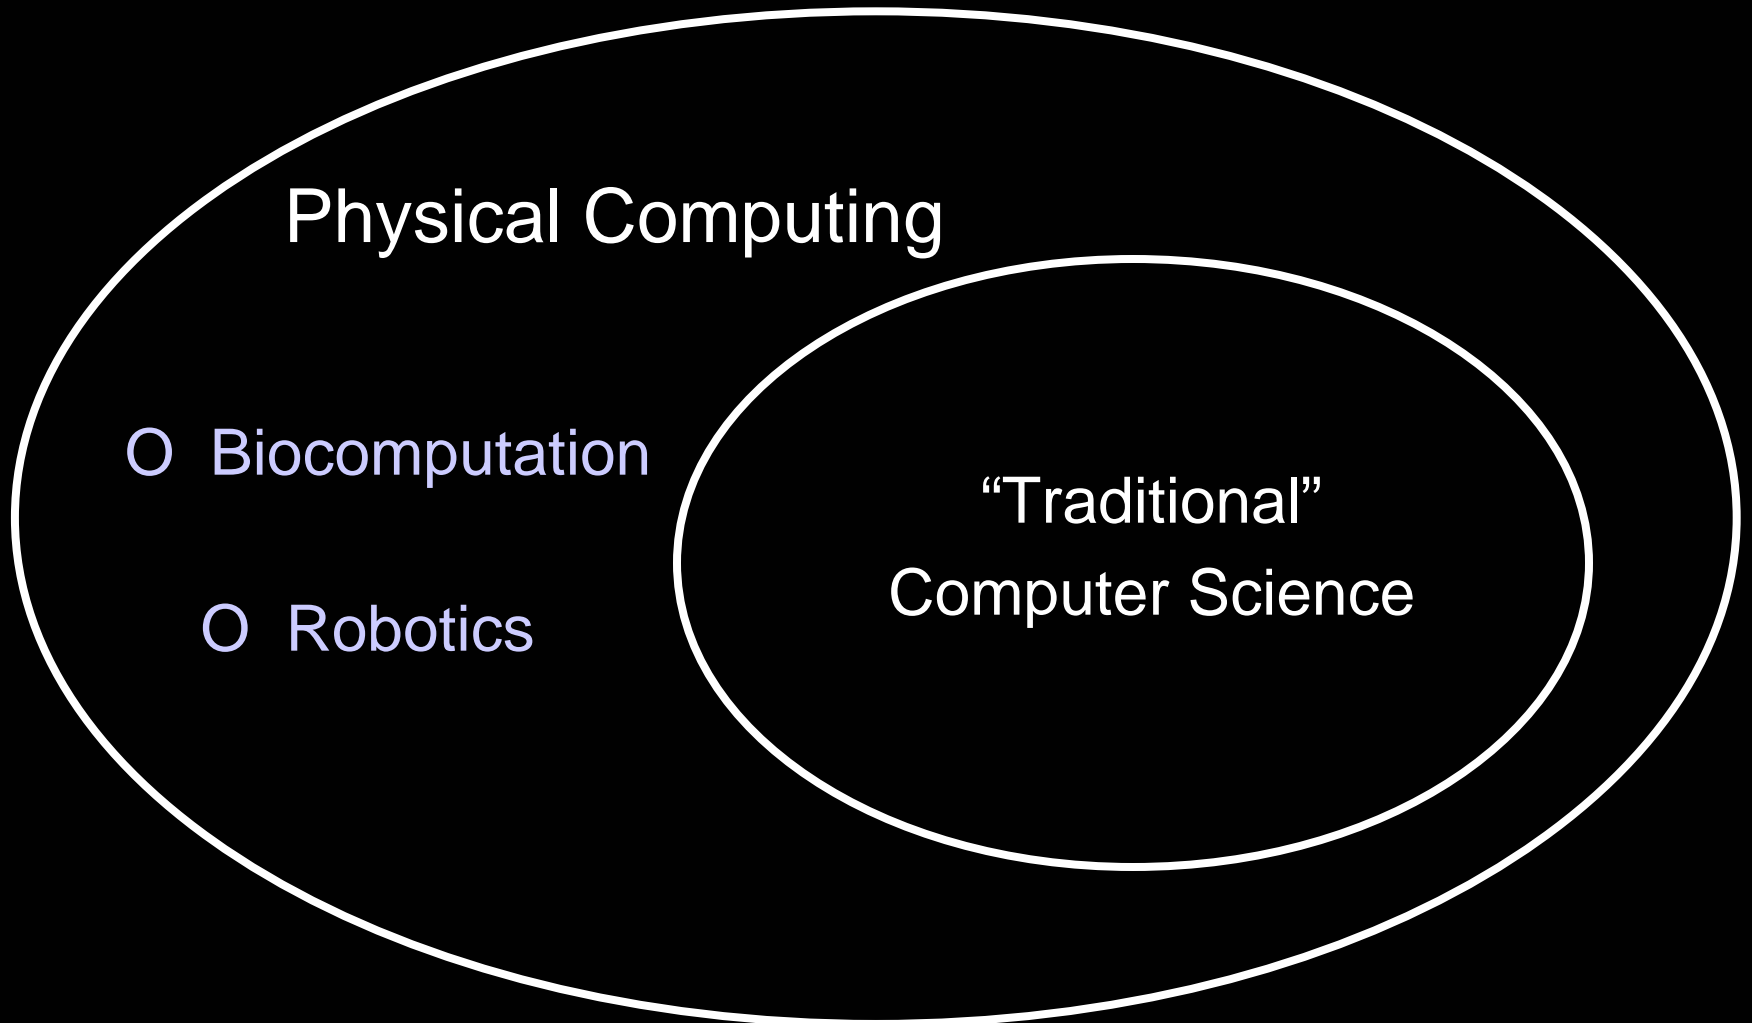 Physical Computing
O Biocomputation
“Traditional”
Computer Science
O Robotics